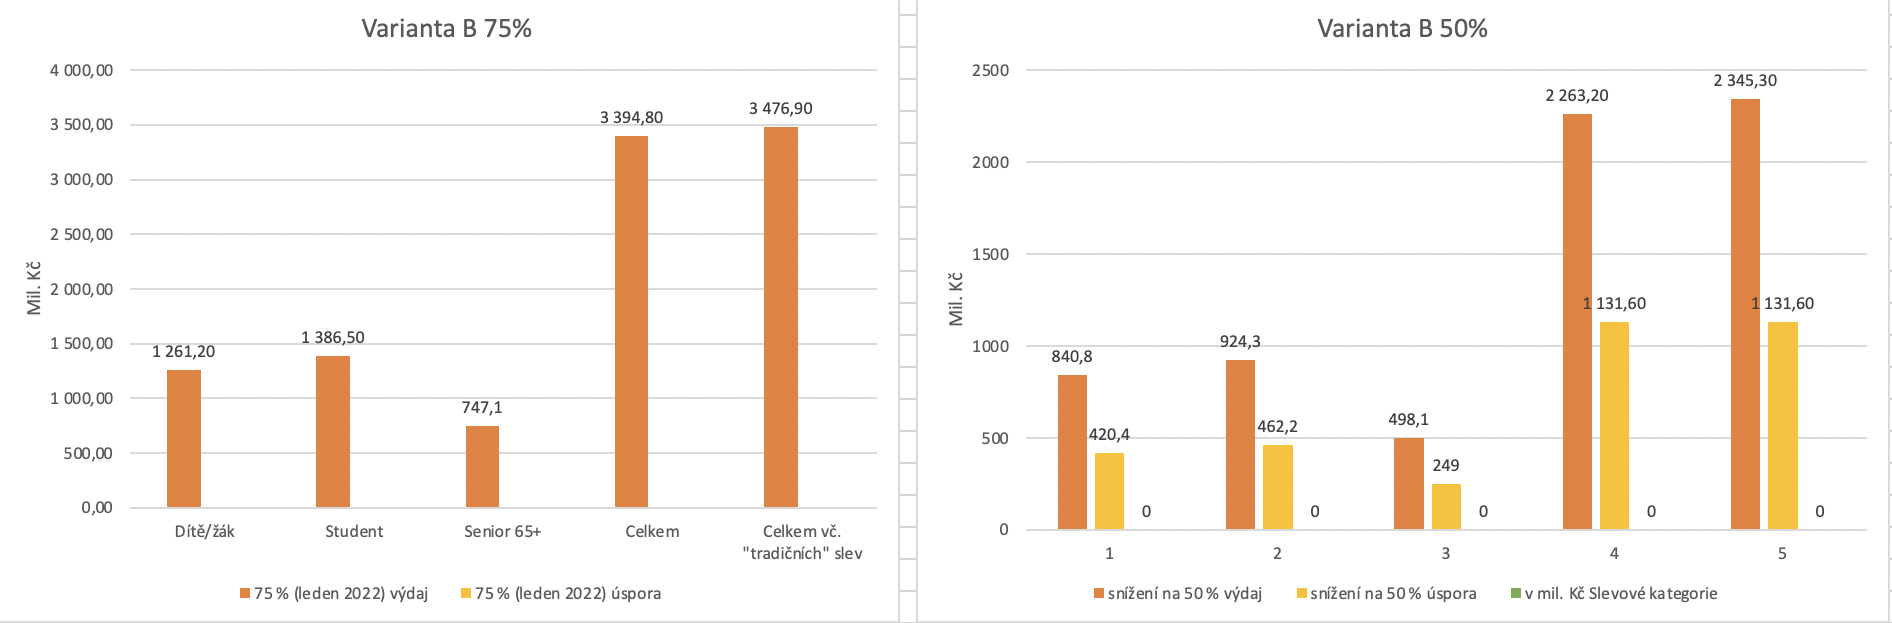 Varianta B 75%
4 000,00
3 500,00
3 000,00
2 500,00
2 000,00
1 500,00
1 000,00
500,00
0,00
Mil. Kč
1 261,20
1 386,50
747,1
3 394,80
3 476,90
Dítě/žák
Student
Senior 65+
Celkem
Celkem vč.
"tradičních" slev
75 % (leden 2022) výdaj
75 % (leden 2022) úspora
Varianta B 50%
2500
2000
1500
1000
500
0
Mil. Kč
840,8
420,4
0
924,3
462,2
0
498,1
249
0
2 263,20
1 131,60
0
2 345,30
1 131,60
0
1
2
3
4
5
snížení na 50 % výdaj
snížení na 50 % úspora
v mil. Kč Slevové kategorie